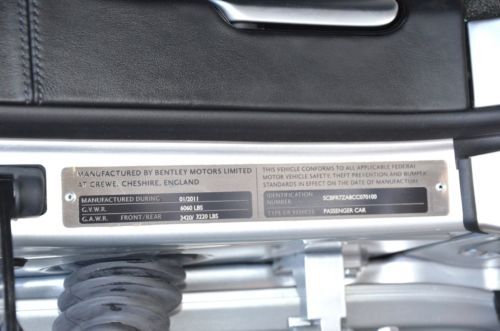 MANUFACTURED BY BENTLEY MOTORS LIMITED
AT CREWE, CHESHIRE, ENGLAND
MANUFACTURED DURING 01/2011
G.V.W.R. 6060 LBS
G.A.W.R. FRONT/REAR 3420/ 3220 LBS
THIS VEHICLE CONFORMS TO ALL APPLICABLE FEDERAL
MOTOR VEHICLE SAFETY, THEFT PREVENTION AND BUMPER
STANDARDS IN EFFECT ON THE DATE OF MANUFACTURE
IDENTIFICATION
TYPE OF VEHICLE PASSENGER CAR